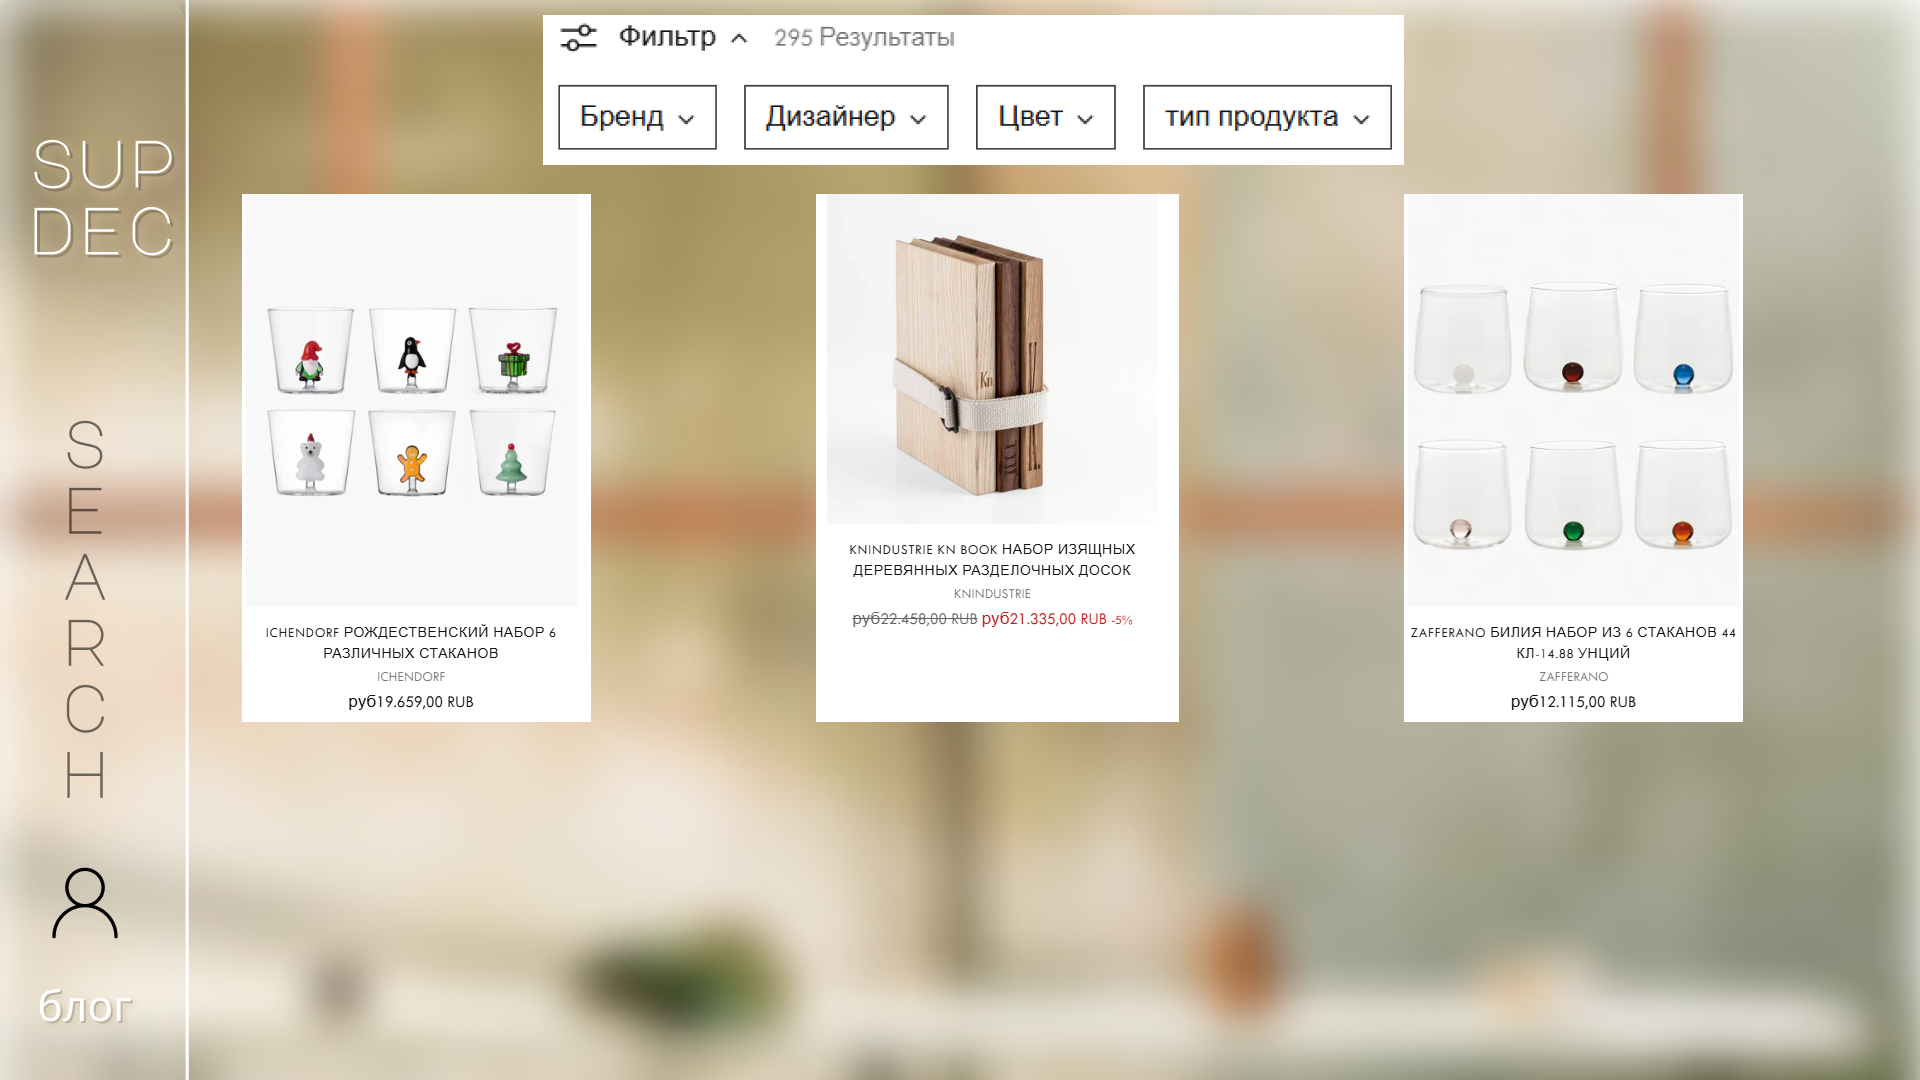 Фильтр 295 Результаты
Бренд
Дизайнер
Цвет
тип продукта
SUP
DEC
SEARCH
блог
ICHENDORF РОЖДЕСТВЕНСКИЙ НАБОР 6
РАЗЛИЧНЫХ СТАКАНОВ
ICHENDORF
руб19.659,00 RUB
Kn
KNINDUSTRIE KN BOOK НАБОР ИЗЯЩНЫХ
ДЕРЕВЯННЫХ РАЗДЕЛОЧНЫХ ДОСОК
KNINDUSTRIE
руб22.458,00 RUB руб21.335,00 RUB -5%
ZAFFERANO БИЛИЯ НАБОР ИЗ 6 СТАКАНОВ 44
КЛ-14.88 УНЦИЙ
ZAFFERANO
руб12.115,00 RUB